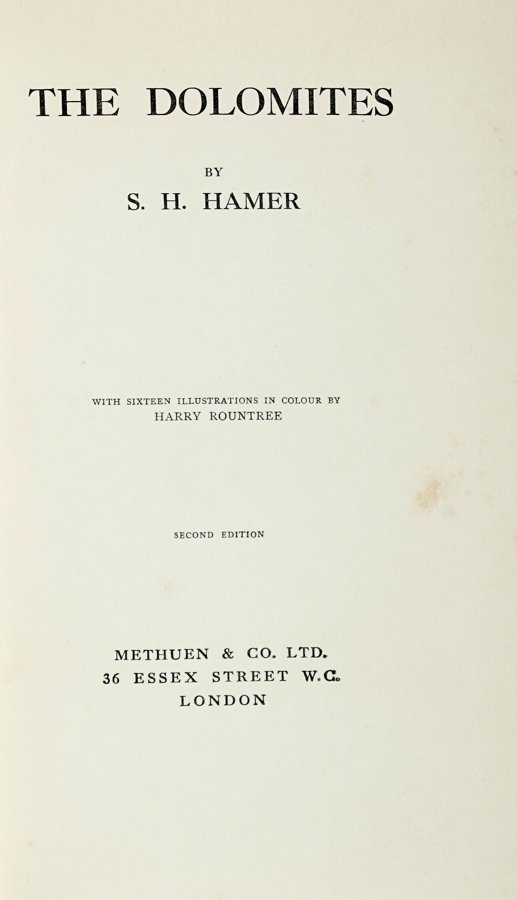 THE DOLOMITES
BY
S. H. HAMER
WITH SIXTEEN ILLUSTRATIONS IN COLOUR BY
HARRY ROUNTREE
SECOND EDITION
METHUEN & CO. LTD.
36 ESSEX STREET W.C.
LONDON